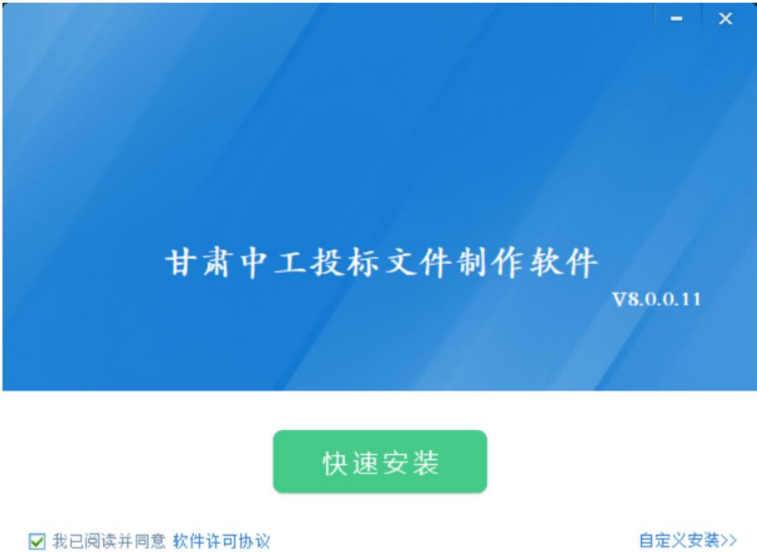 甘肃中工投标文件制作软件
V8.0.0.11
快速安装
我已阅读并同意 软件许可协议
自定义安装>>